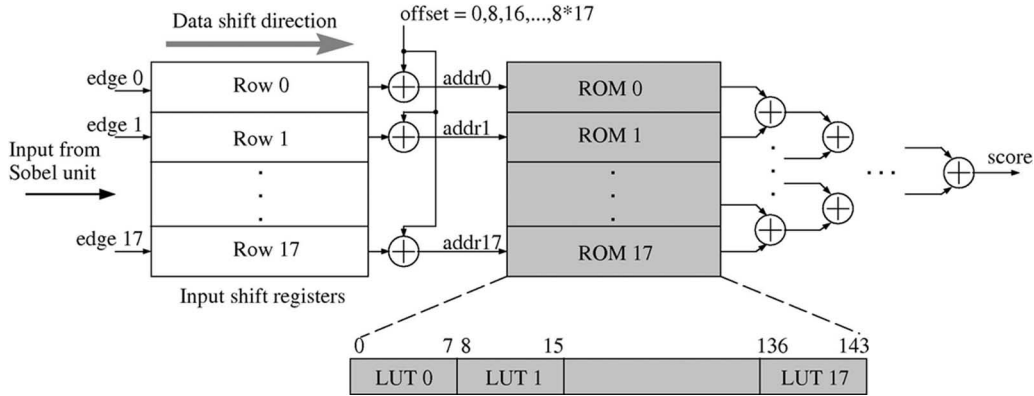 Data shift direction
offset = 0,8,16,...,8*17
edge 0
Row 0
addr0
ROM 0
edge 1
Row 1
addr1
ROM 1
Input from
Sobel unit
score
edge 17
Row 17
addr17
ROM 17
Input shift registers
0 7 8 15 136 143
LUT 0 LUT 1 LUT 17